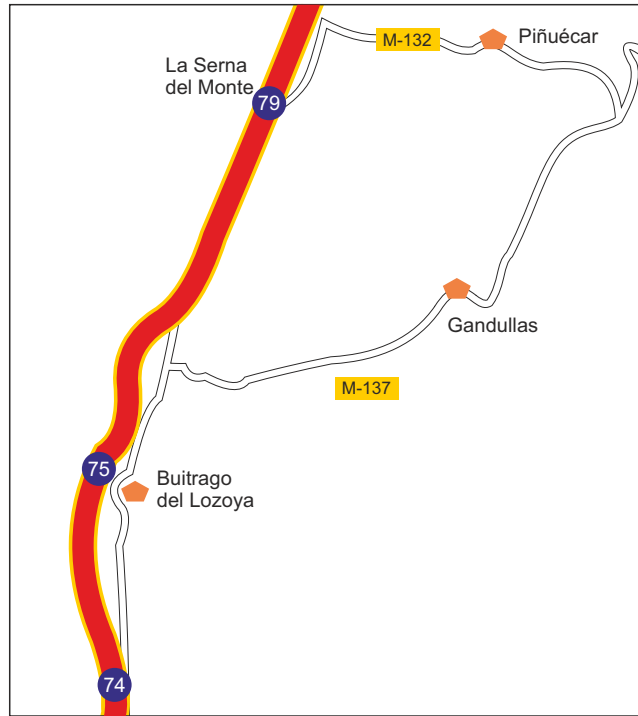 M-132
Piñuécar
La Serna
del Monte
79
Gandullas
M-137
75
Buitrago
del Lozoya
74